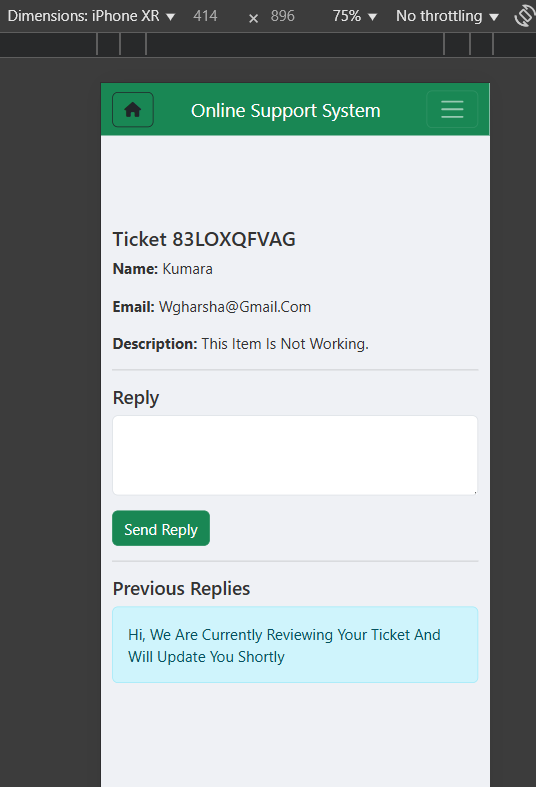 Dimensions: iPhone XR 414 × 896 75% No throttling
Online Support System
Ticket 83LOXQFVAG
Name: Kumara
Email: Wgharsha@Gmail.Com
Description: This Item Is Not Working.
Reply
Send Reply
Previous Replies
Hi, We Are Currently Reviewing Your Ticket And
Will Update You Shortly